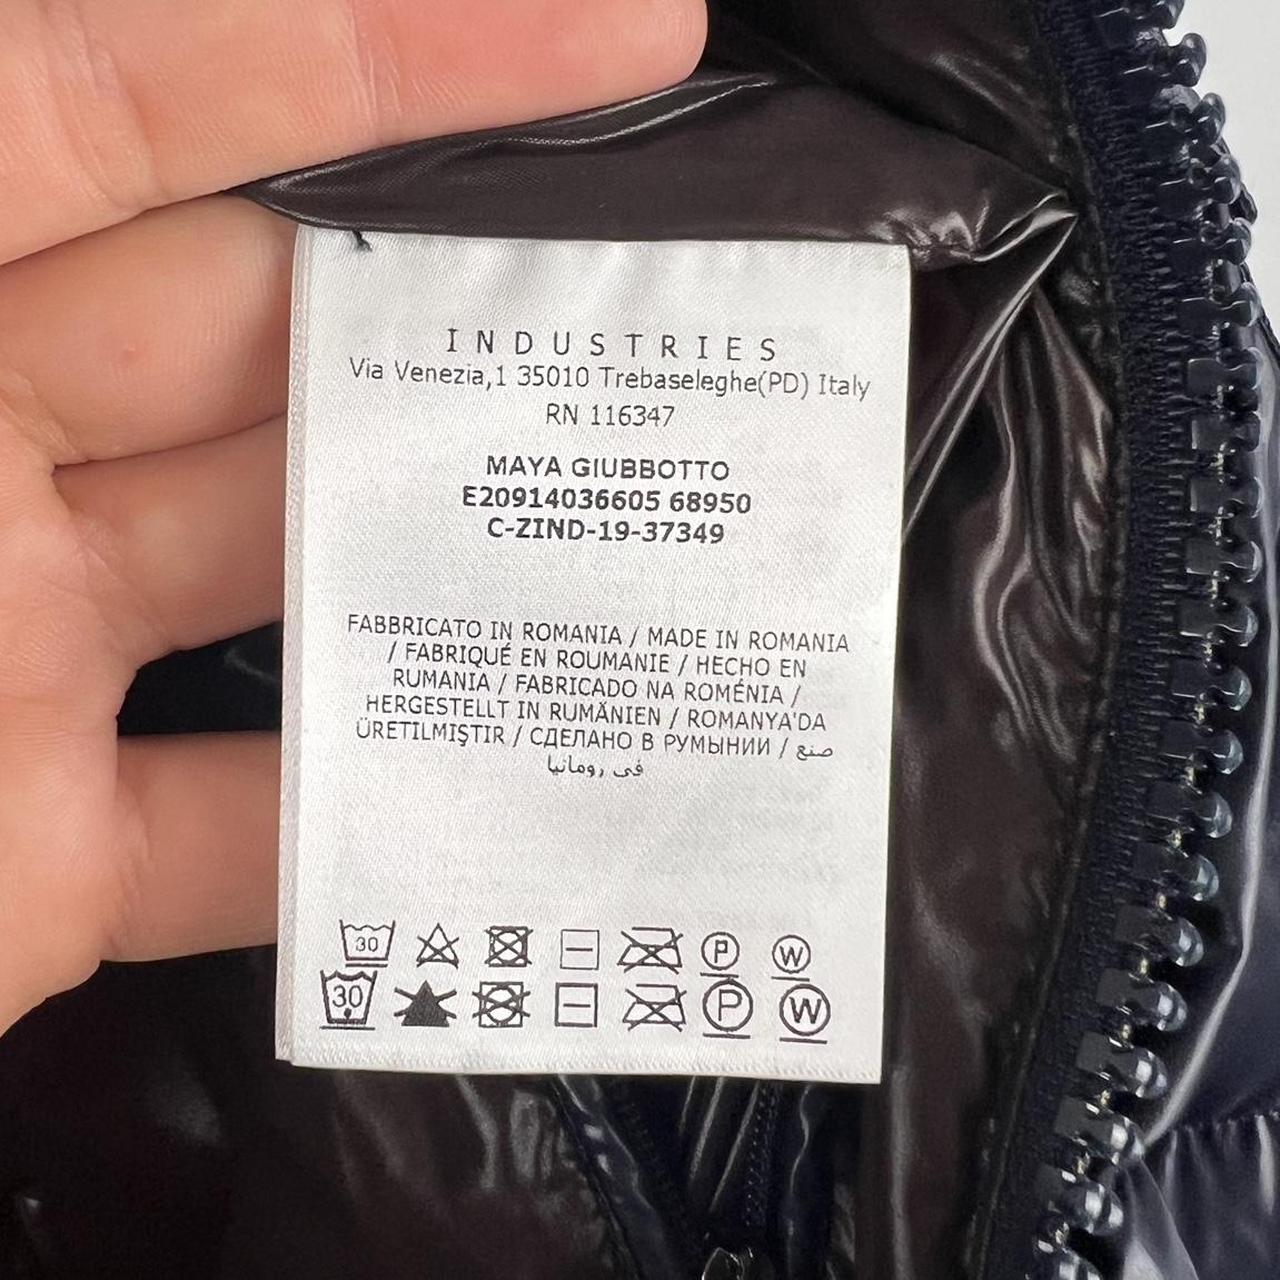 INDUSTRIES
Via Venezia,1 35010 Trebaseleghe(PD) Italy
RN 116347
MAYA GIUBBOTTO
E20914036605 68950
C-ZIND-19-37349
FABBRICATO IN ROMANIA / MADE IN ROMANIA
/ FABRIQUÉ EN ROUMANIE / HECHO EN
RUMANIA / FABRICADO NA ROMÉNIA /
HERGESTELLT IN RUMÄNIEN / ROMANYA'DA
ÜRETILMIŞTIR / СДЕЛАНО В РУМЫНИИ / صنع
فى رومانيا
30 P W
30 P W